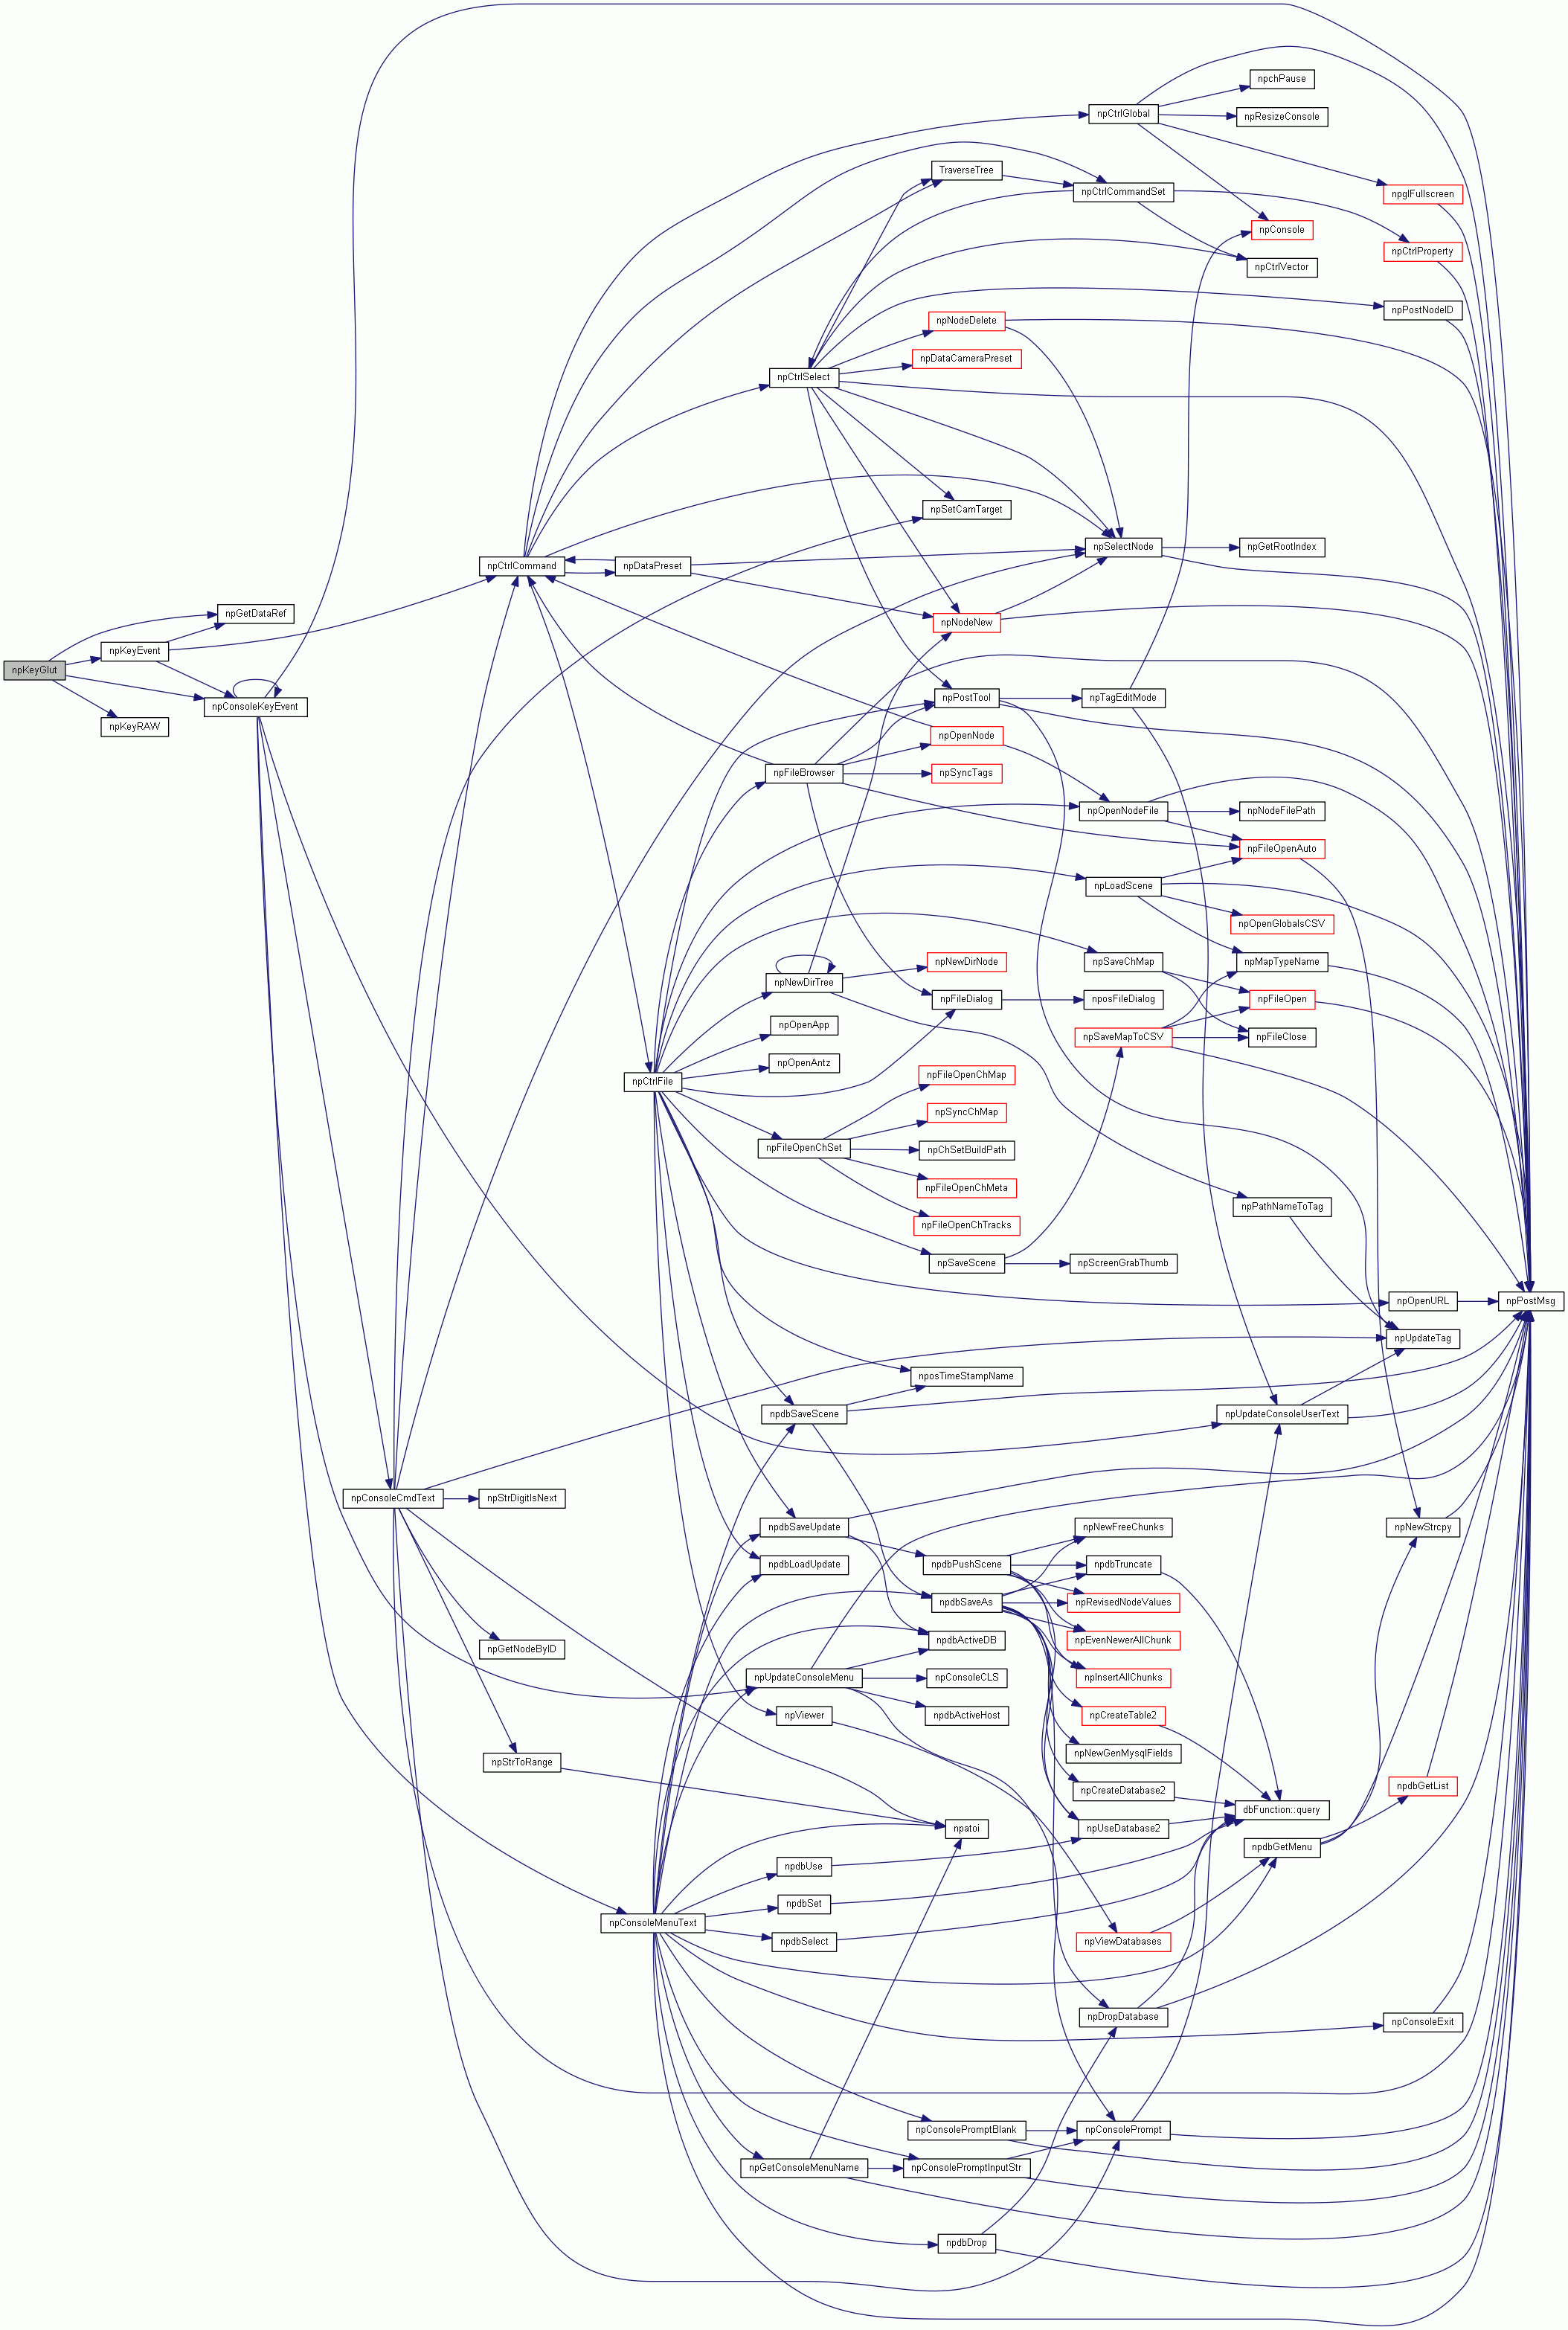 npchPause
npCtrlGlobal
npResizeConsole
TraverseTree
npCtrlCommandSet
npglFullscreen
npConsole
npCtrlProperty
npCtrlVector
npPostNodeID
npNodeDelete
npDataCameraPreset
npCtrlSelect
npSetCamTarget
npSelectNode
npGetRootIndex
npCtrlCommand
npDataPreset
npGetDataRef
npNodeNew
npKeyEvent
npKeyGlut
npConsoleKeyEvent
npPostTool
npTagEditMode
npKeyRAW
npOpenNode
npFileBrowser
npSyncTags
npOpenNodeFile
npNodeFilePath
npFileOpenAuto
npLoadScene
npOpenGlobalsCSV
npNewDirNode
npSaveChMap
npMapTypeName
npNewDirTree
npFileDialog
nposFileDialog
npFileOpen
npOpenApp
npSaveMapToCSV
npFileClose
npOpenAntz
npCtrlFile
npFileOpenChMap
npSyncChMap
npFileOpenChSet
npChSetBuildPath
npFileOpenChMeta
npPathNameToTag
npFileOpenChTracks
npSaveScene
npScreenGrabThumb
npOpenURL
npPostMsg
npUpdateTag
nposTimeStampName
npdbSaveScene
npUpdateConsoleUserText
npConsoleCmdText
npStrDigitIsNext
npdbSaveUpdate
npNewFreeChunks
npNewStrcpy
npdbLoadUpdate
npdbPushScene
npdbTruncate
npdbSaveAs
npRevisedNodeValues
npGetNodeByID
npdbActiveDB
npEvenNewerAllChunk
npUpdateConsoleMenu
npConsoleCLS
npInsertAllChunks
npViewer
npdbActiveHost
npCreateTable2
npStrToRange
npNewGenMysqlFields
npCreateDatabase2
npdbGetList
dbFunction::query
npatoi
npUseDatabase2
npdbGetMenu
npdbUse
npdbSet
npConsoleMenuText
npdbSelect
npViewDatabases
npDropDatabase
npConsoleExit
npConsolePromptBlank
npConsolePrompt
npGetConsoleMenuName
npConsolePromptInputStr
npdbDrop